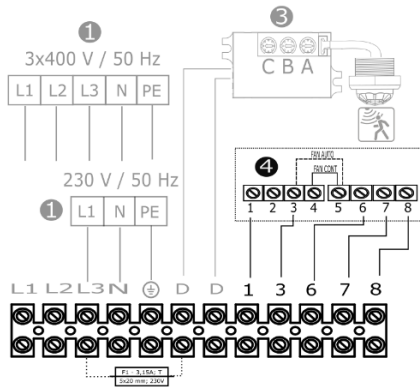 1
3x400 V / 50 Hz
L1 L2 L3 N PE
3
C B A
230 V / 50 Hz
1
L1 N PE
4
FAN AUTO
FAN CONT
1 2 3 4 5 6 7 8
L1 L2 L3 N D D 1 3 6 7 8
F1 - 3,15A; T
5x20 mm; 230V